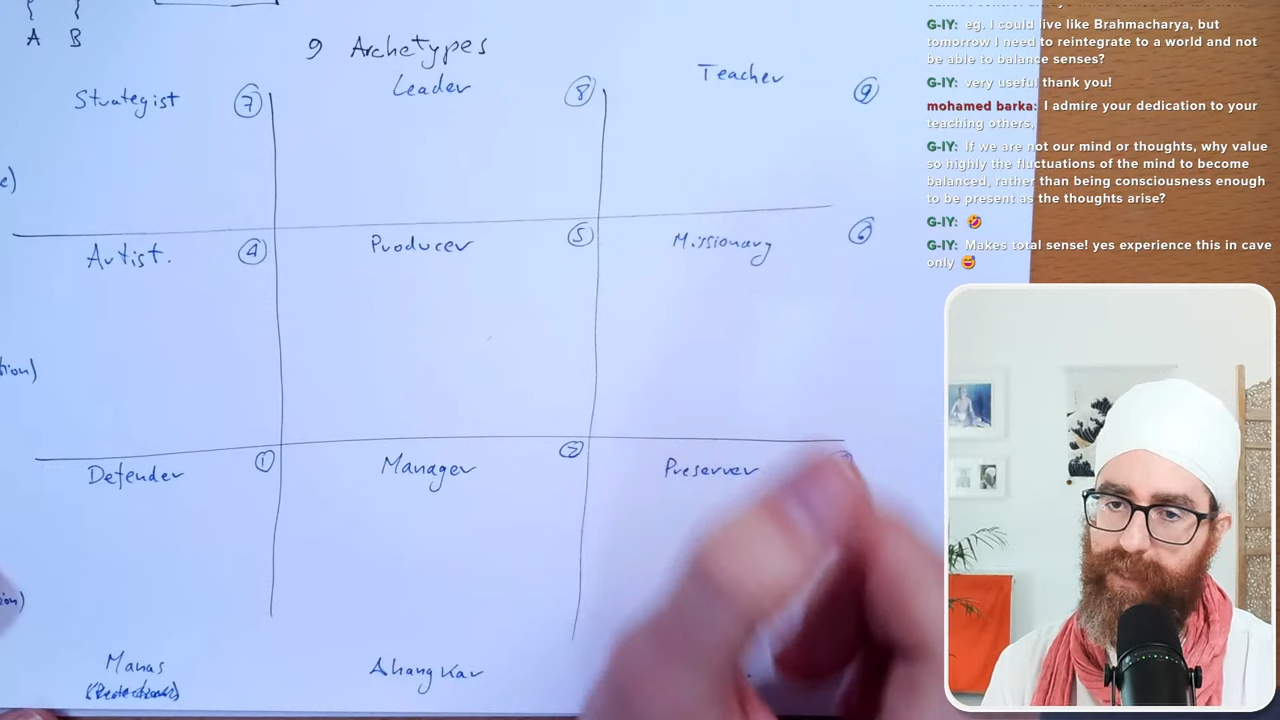 A B
9 Archetypes
Strategist 7
Leader 8
Teacher 9
e)
Artist. 4
Producer 5
Missionary 6
tion)
Defender 1
Manager 2
Preserver
ion)
Manas
Ahangkar
G-IY: eg. I could live like Brahmacharya, but
tomorrow I need to reintegrate to a world and not
be able to balance senses?
G-IY: very useful thank you!
mohamed barka: I admire your dedication to your
teaching others,
G-IY: If we are not our mind or thoughts, why value
so highly the fluctuations of the mind to become
balanced, rather than being consciousness enough
to be present as the thoughts arise?
G-IY: 🤣
G-IY: Makes total sense! yes experience this in cave
only 😅